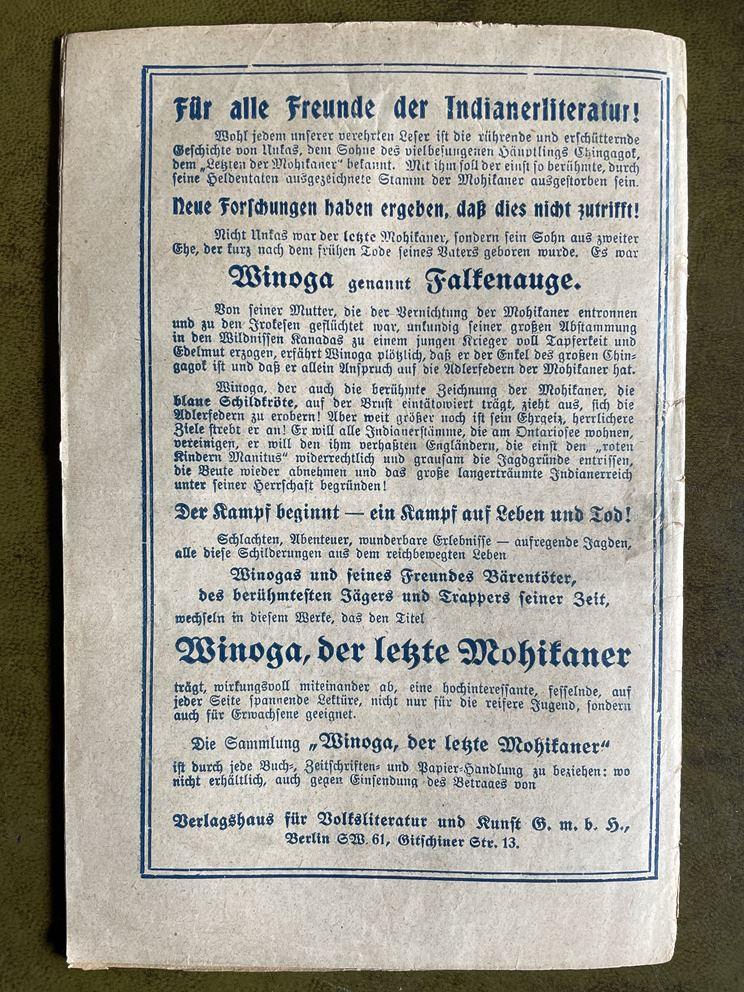 Für alle Freunde der Indianerliteratur!
Wohl jedem unserer verehrten Leser ist die rührende und erschütternde
Geschichte von Unkas, dem Sohne des vielbesungenen Häuptlings Chingagok,
dem „Letzten der Mohikaner“ bekannt. Mit ihm soll der einst so berühmte, durch
seine Heldentaten ausgezeichnete Stamm der Mohikaner ausgestorben sein.
Neue Forschungen haben ergeben, daß dies nicht zutrifft!
Nicht Unkas war der letzte Mohikaner, sondern sein Sohn aus zweiter
Ehe, der kurz nach dem frühen Tode seines Vaters geboren wurde. Es war
Winoga genannt Falkenauge.
Von seiner Mutter, die der Vernichtung der Mohikaner entronnen
und zu den Irokesen geflüchtet war, unkundig seiner großen Abstammung
in den Wildnissen Kanadas zu einem jungen Krieger voll Tapferkeit und
Edelmut erzogen, erfährt Winoga plötzlich, daß er der Enkel des großen Chin-
gagok ist und daß er allein Anspruch auf die Adlerfedern der Mohikaner hat.
Winoga, der auch die berühmte Zeichnung der Mohikaner, die
blaue Schildkröte, auf der Brust eintätowiert trägt, zieht aus, sich die
Adlerfedern zu erobern! Aber weit größer noch ist sein Ehrgeiz, herrlichere
Ziele strebt er an! Er will alle Indianerstämme, die am Ontariosee wohnen,
vereinigen, er will den ihm verhaßten Engländern, die einst den „roten
Kindern Manitus“ widerrechtlich und grausam die Jagdgründe entrissen,
die Beute wieder abnehmen und das große langerträumte Indianerreich
unter seiner Herrschaft begründen!
Der Kampf beginnt — ein Kampf auf Leben und Tod!
Schlachten, Abenteuer, wunderbare Erlebnisse — aufregende Jagden,
alle diese Schilderungen aus dem reichbewegten Leben
Winogas und seines Freundes Bärentöter,
des berühmtesten Jägers und Trappers seiner Zeit,
wechseln in diesem Werke, das den Titel
Winoga, der letzte Mohikaner
trägt, wirkungsvoll miteinander ab, eine hochinteressante, fesselnde, auf
jeder Seite spannende Lektüre, nicht nur für die reifere Jugend, sondern
auch für Erwachsene geeignet.
Die Sammlung „Winoga, der letzte Mohikaner“
ist durch jede Buch-, Zeitschriften- und Papier-Handlung zu beziehen: wo
nicht erhältlich, auch gegen Einsendung des Betrages von
Verlagshaus für Volksliteratur und Kunst G. m. b. H.,
Berlin SW. 61, Gitschiner Str. 13.